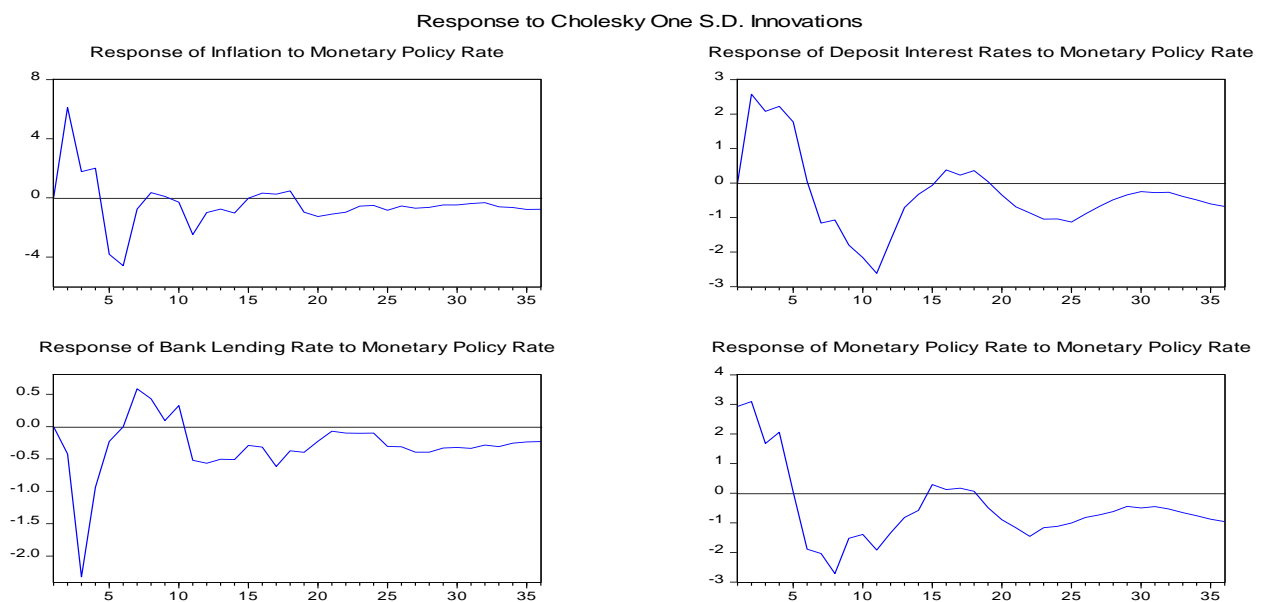 Response to Cholesky One S.D. Innovations
Response of Inflation to Monetary Policy Rate
8
4
0
-4
5 10 15 20 25 30 35
Response of Deposit Interest Rates to Monetary Policy Rate
3
2
1
0
-1
-2
-3
5 10 15 20 25 30 35
Response of Bank Lending Rate to Monetary Policy Rate
0.5
0.0
-0.5
-1.0
-1.5
-2.0
5 10 15 20 25 30 35
Response of Monetary Policy Rate to Monetary Policy Rate
4
3
2
1
0
-1
-2
-3
5 10 15 20 25 30 35